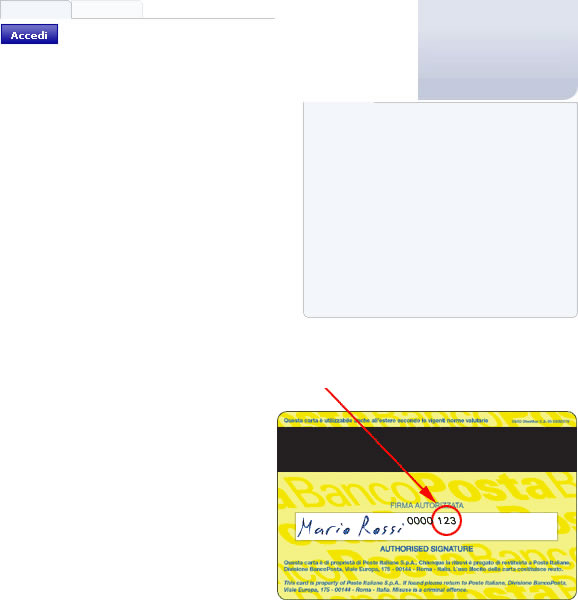 Accedi
Questa carta è utilizzabile anche all'estero secondo le vigenti norme valutarie
BancoPosta
FIRMA AUTORIZZATA
Mario Rossi 0000 123
AUTHORISED SIGNATURE
Questa carta è di proprietà di Poste Italiane S.p.A. Chiunque la ritrovi è pregato di restituirla a Poste Italiane,
Divisione BancoPosta, Viale Europa, 175 - 00144 - Roma - Italia. L'uso illecito della carta costituisce reato.
This card is property of Poste Italiane S.p.A. If found please return to Poste Italiane, Divisione BancoPosta,
Viale Europa, 175 - 00144 - Roma - Italia. Misuse is a criminal offence.